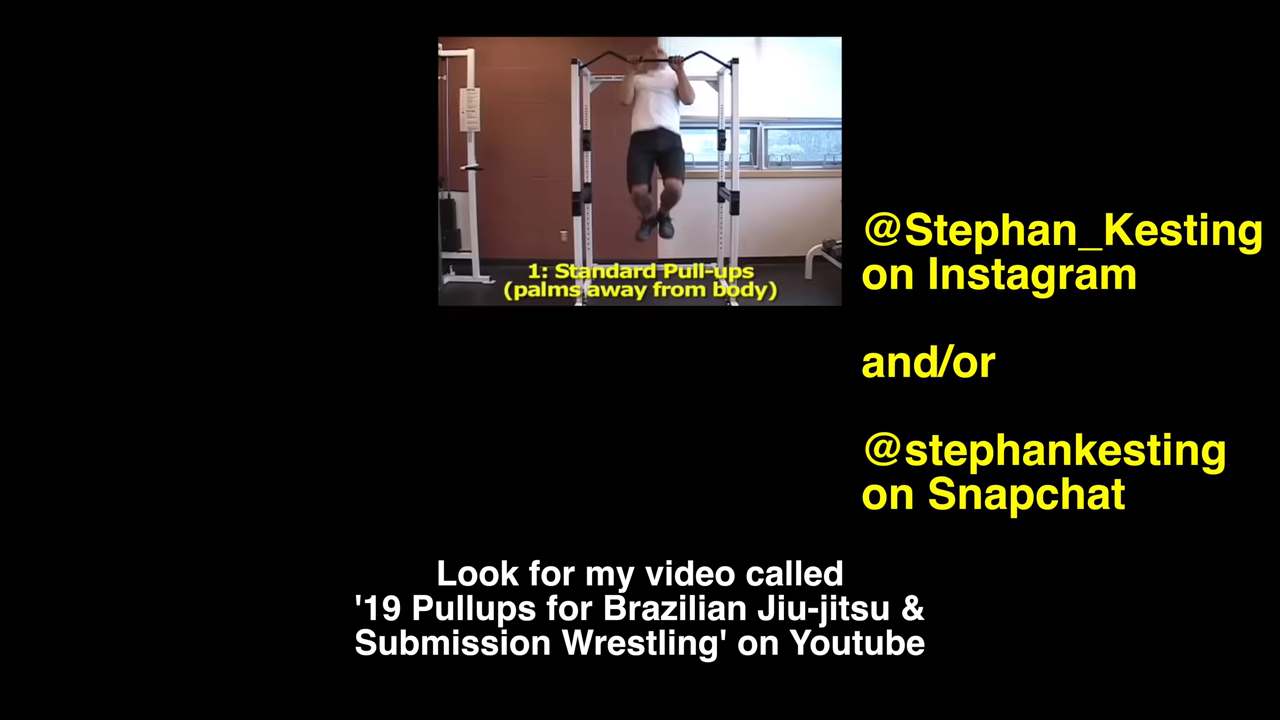 1: Standard Pull-ups
(palms away from body)
@Stephan_Kesting
on Instagram
and/or
@stephankesting
on Snapchat
Look for my video called
'19 Pullups for Brazilian Jiu-jitsu &
Submission Wrestling' on Youtube